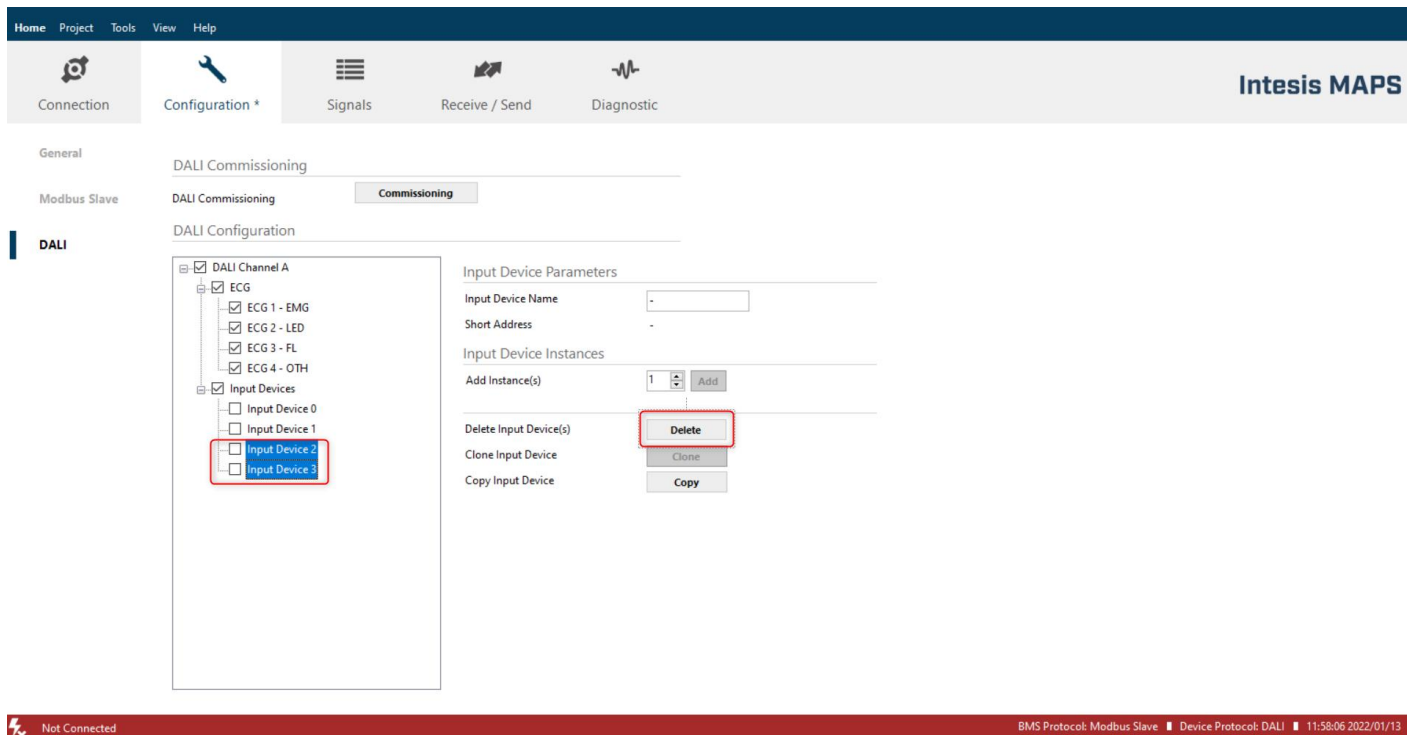 Home Project Tools View Help
Connection Configuration * Signals Receive / Send Diagnostic
Intesis MAPS
General
Modbus Slave
DALI
DALI Commissioning
DALI Commissioning Commissioning
DALI Configuration
DALI Channel A
ECG
ECG 1 - EMG
ECG 2 - LED
ECG 3 - FL
ECG 4 - OTH
Input Devices
Input Device 0
Input Device 1
Input Device 2
Input Device 3
Input Device Parameters
Input Device Name -
Short Address -
Input Device Instances
Add Instance(s) 1 Add
Delete Input Device(s) Delete
Clone Input Device Clone
Copy Input Device Copy
Not Connected
BMS Protocol: Modbus Slave Device Protocol: DALI 11:58:06 2022/01/13